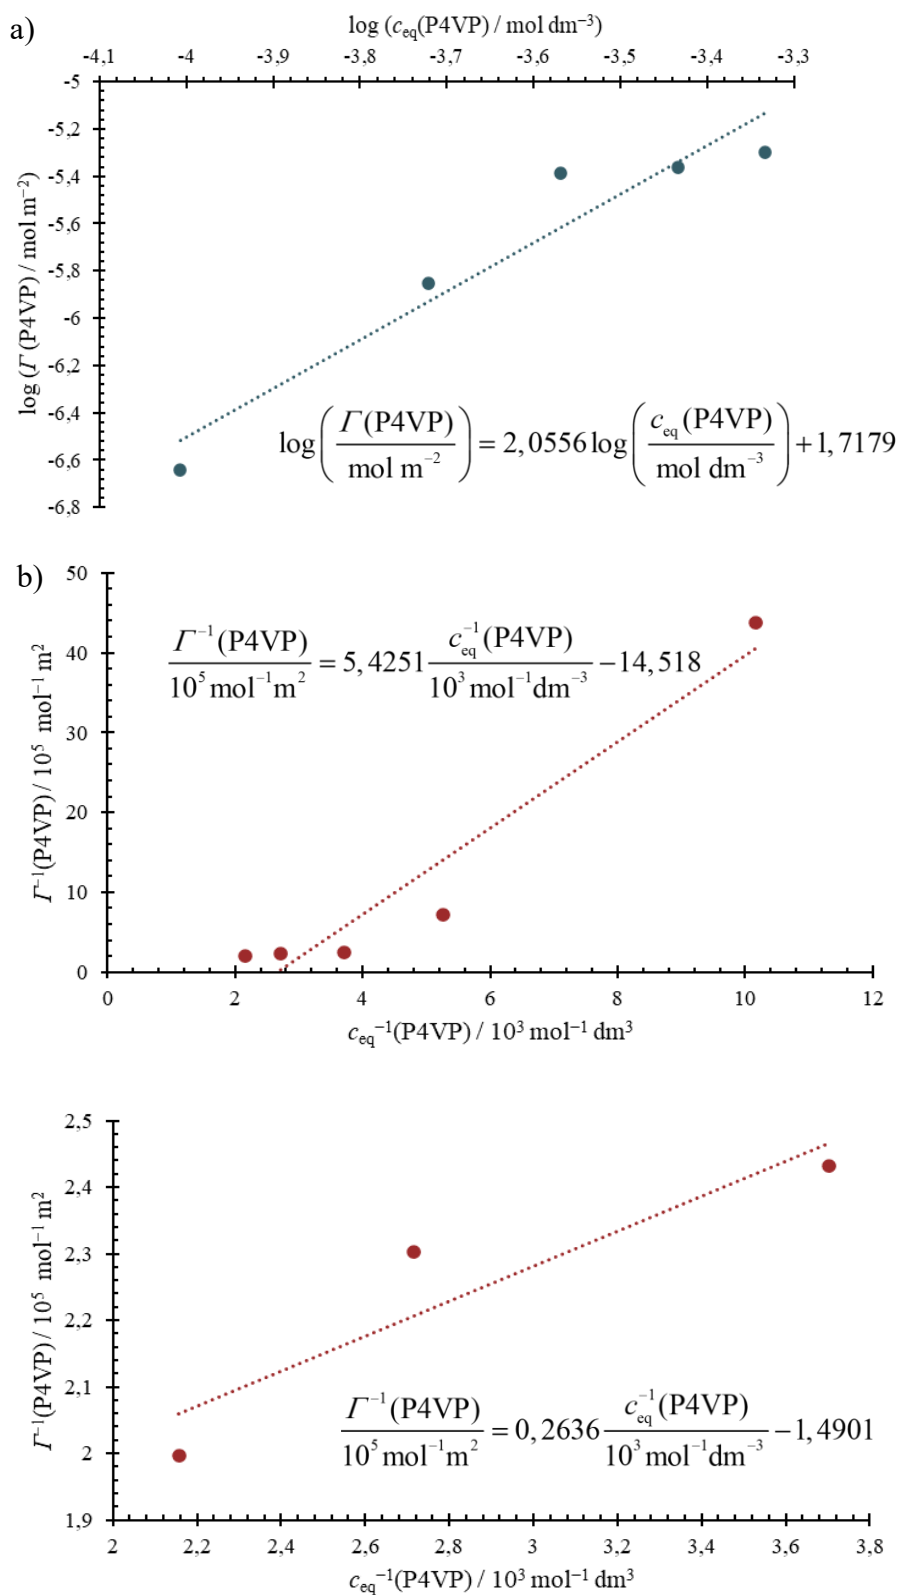 a)
log (c_eq(P4VP) / mol dm⁻³)
-4,1 -4 -3,9 -3,8 -3,7 -3,6 -3,5 -3,4 -3,3
log (Γ (P4VP) / mol m⁻²)
-5
-5,2
-5,4
-5,6
-5,8
-6
-6,2
-6,4
-6,6
-6,8
log(Γ(P4VP) / mol m⁻²) = 2,0556 log(c_eq(P4VP) / mol dm⁻³) + 1,7179
b)
Γ⁻¹(P4VP) / 10⁵ mol⁻¹ m²
50
40
30
20
10
0
Γ⁻¹(P4VP) / 10⁵ mol⁻¹m² = 5,4251 c_eq⁻¹(P4VP) / 10³ mol⁻¹dm⁻³ − 14,518
0 2 4 6 8 10 12
c_eq⁻¹(P4VP) / 10³ mol⁻¹ dm³
Γ⁻¹(P4VP) / 10⁵ mol⁻¹ m²
2,5
2,4
2,3
2,2
2,1
2
1,9
Γ⁻¹(P4VP) / 10⁵ mol⁻¹m² = 0,2636 c_eq⁻¹(P4VP) / 10³ mol⁻¹dm⁻³ − 1,4901
2 2,2 2,4 2,6 2,8 3 3,2 3,4 3,6 3,8
c_eq⁻¹(P4VP) / 10³ mol⁻¹ dm³